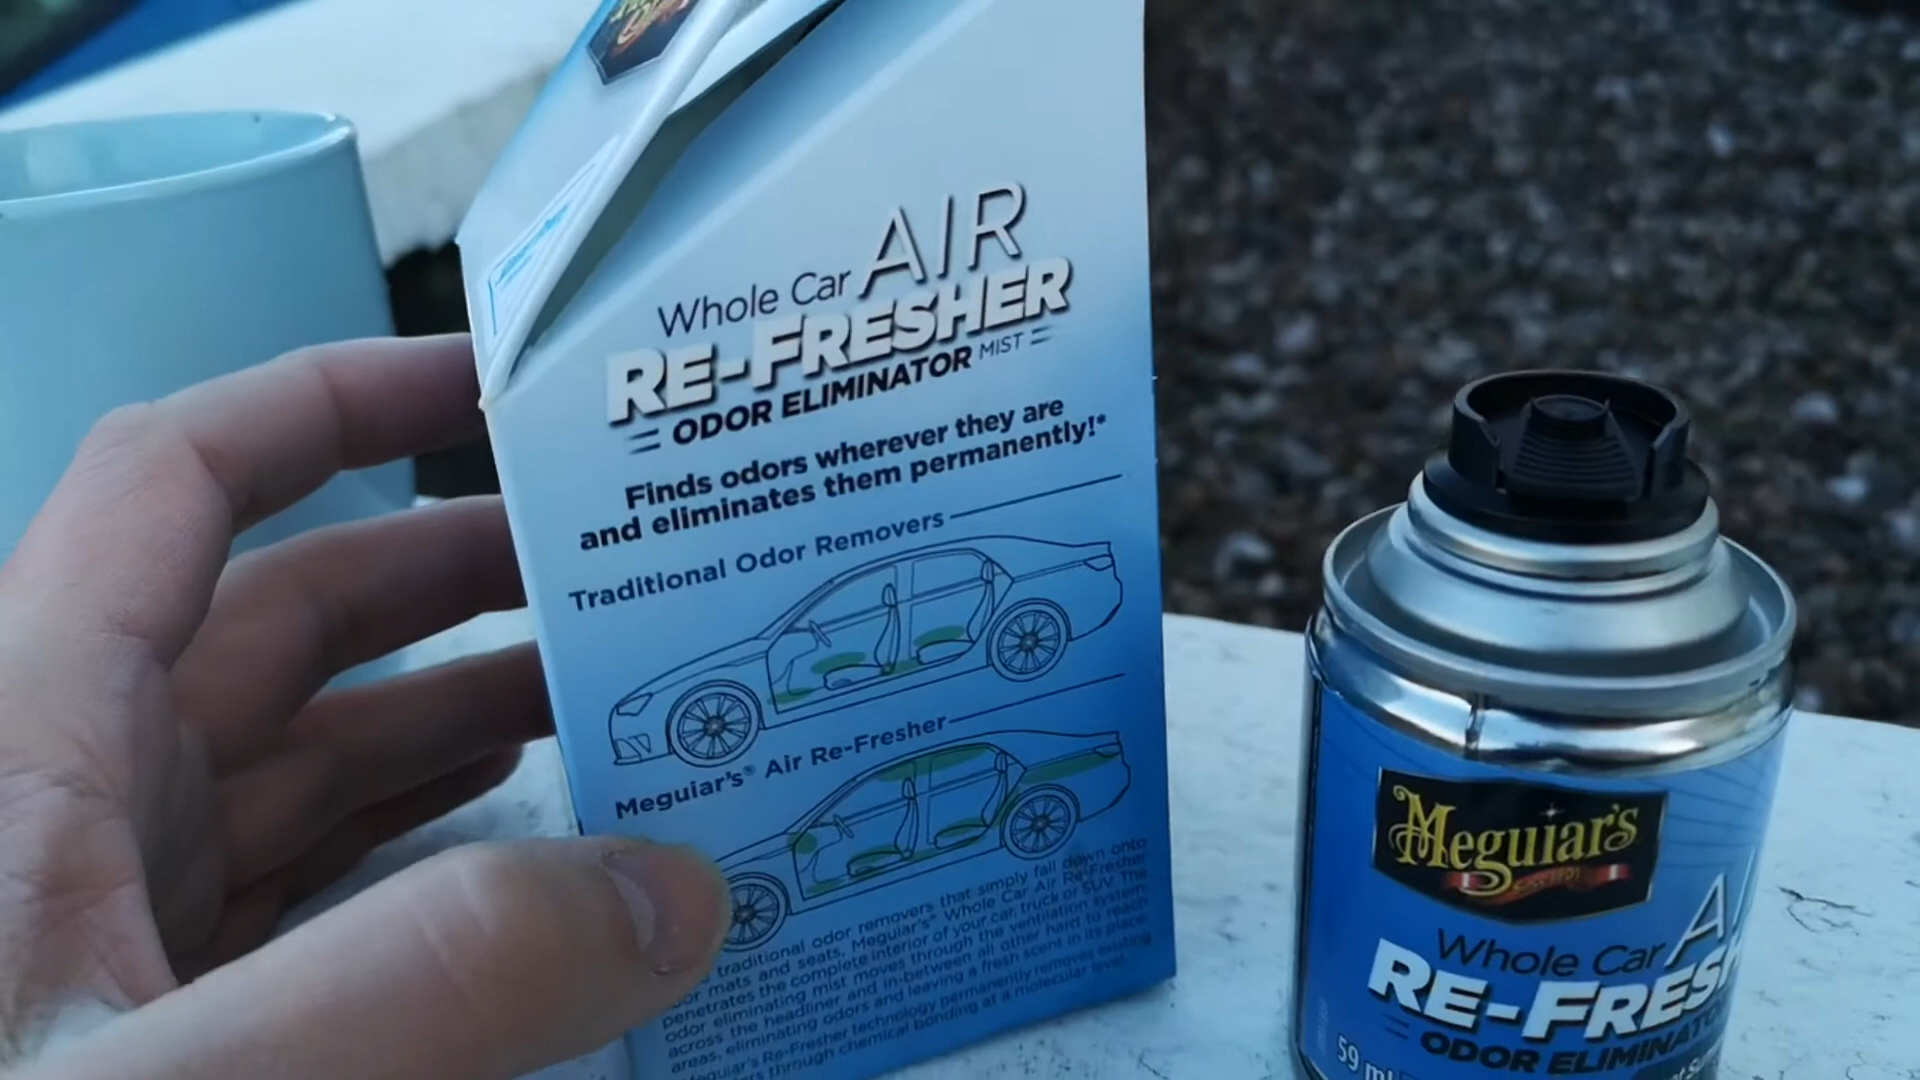 Whole Car AIR
RE-FRESHER
ODOR ELIMINATOR MIST
Finds odors wherever they are
and eliminates them permanently!*
Traditional Odor Removers
Meguiar's® Air Re-Fresher
traditional odor removers that simply fall down onto
mats and seats, Meguiar's® Whole Car Air Re-Fresher
penetrates the complete interior of your car, truck or SUV. The
odor eliminating mist moves through the ventilation system,
across the headliner and in-between all other hard to reach
areas, eliminating odors and leaving a fresh scent in its place.
Meguiar's Re-Fresher technology permanently removes existing
through chemical bonding at a molecular level.
Meguiar's
Whole Car
RE-FRES
ODOR ELIMINAT
59 ml